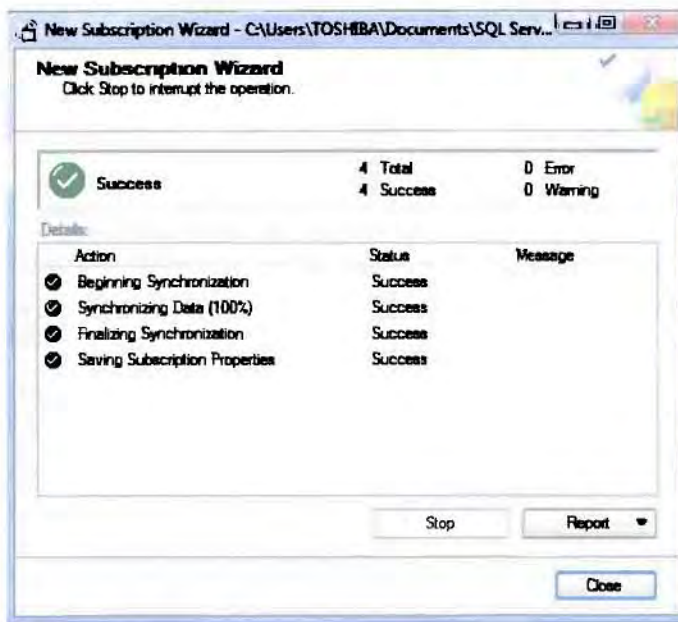 New Subscription Wizard - C:\Users\TOSHIBA\Documents\SQL Serv...
New Subscription Wizard
Click Stop to interrupt the operation.
Success
4 Total 0 Error
4 Success 0 Warning
Details:
Action Status Message
Beginning Synchronization Success
Synchronizing Data (100%) Success
Finalizing Synchronization Success
Saving Subscription Properties Success
Stop Report
Close